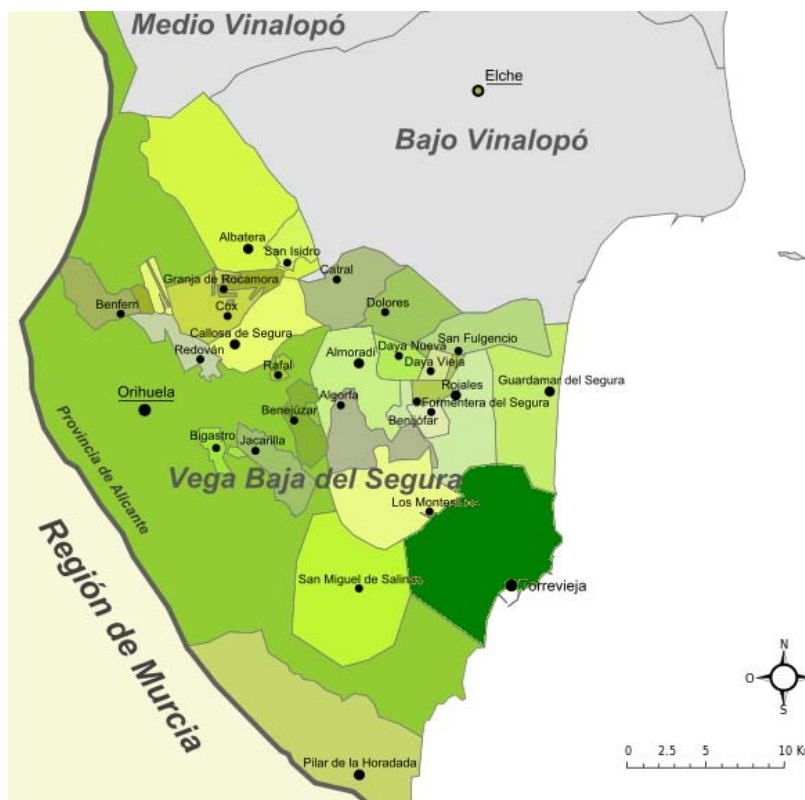 Medio Vinalopó
Elche
Bajo Vinalopó
Albatera
San Isidro
Catral
Granja de Rocamora
Benferri
Cox
Dolores
Callosa de Segura
San Fulgencio
Redován
Almoradí
Daya Nueva
Daya Vieja
Rafal
Orihuela
Algorfa
Rojales
Guardamar del Segura
Formentera del Segura
Benejúzar
Benijófar
Bigastro
Jacarilla
Provincia de Alicante
Vega Baja del Segura
Los Montesinos
Región de Murcia
San Miguel de Salinas
Torrevieja
N
O
S
Pilar de la Horadada
0 2.5 5 10 K